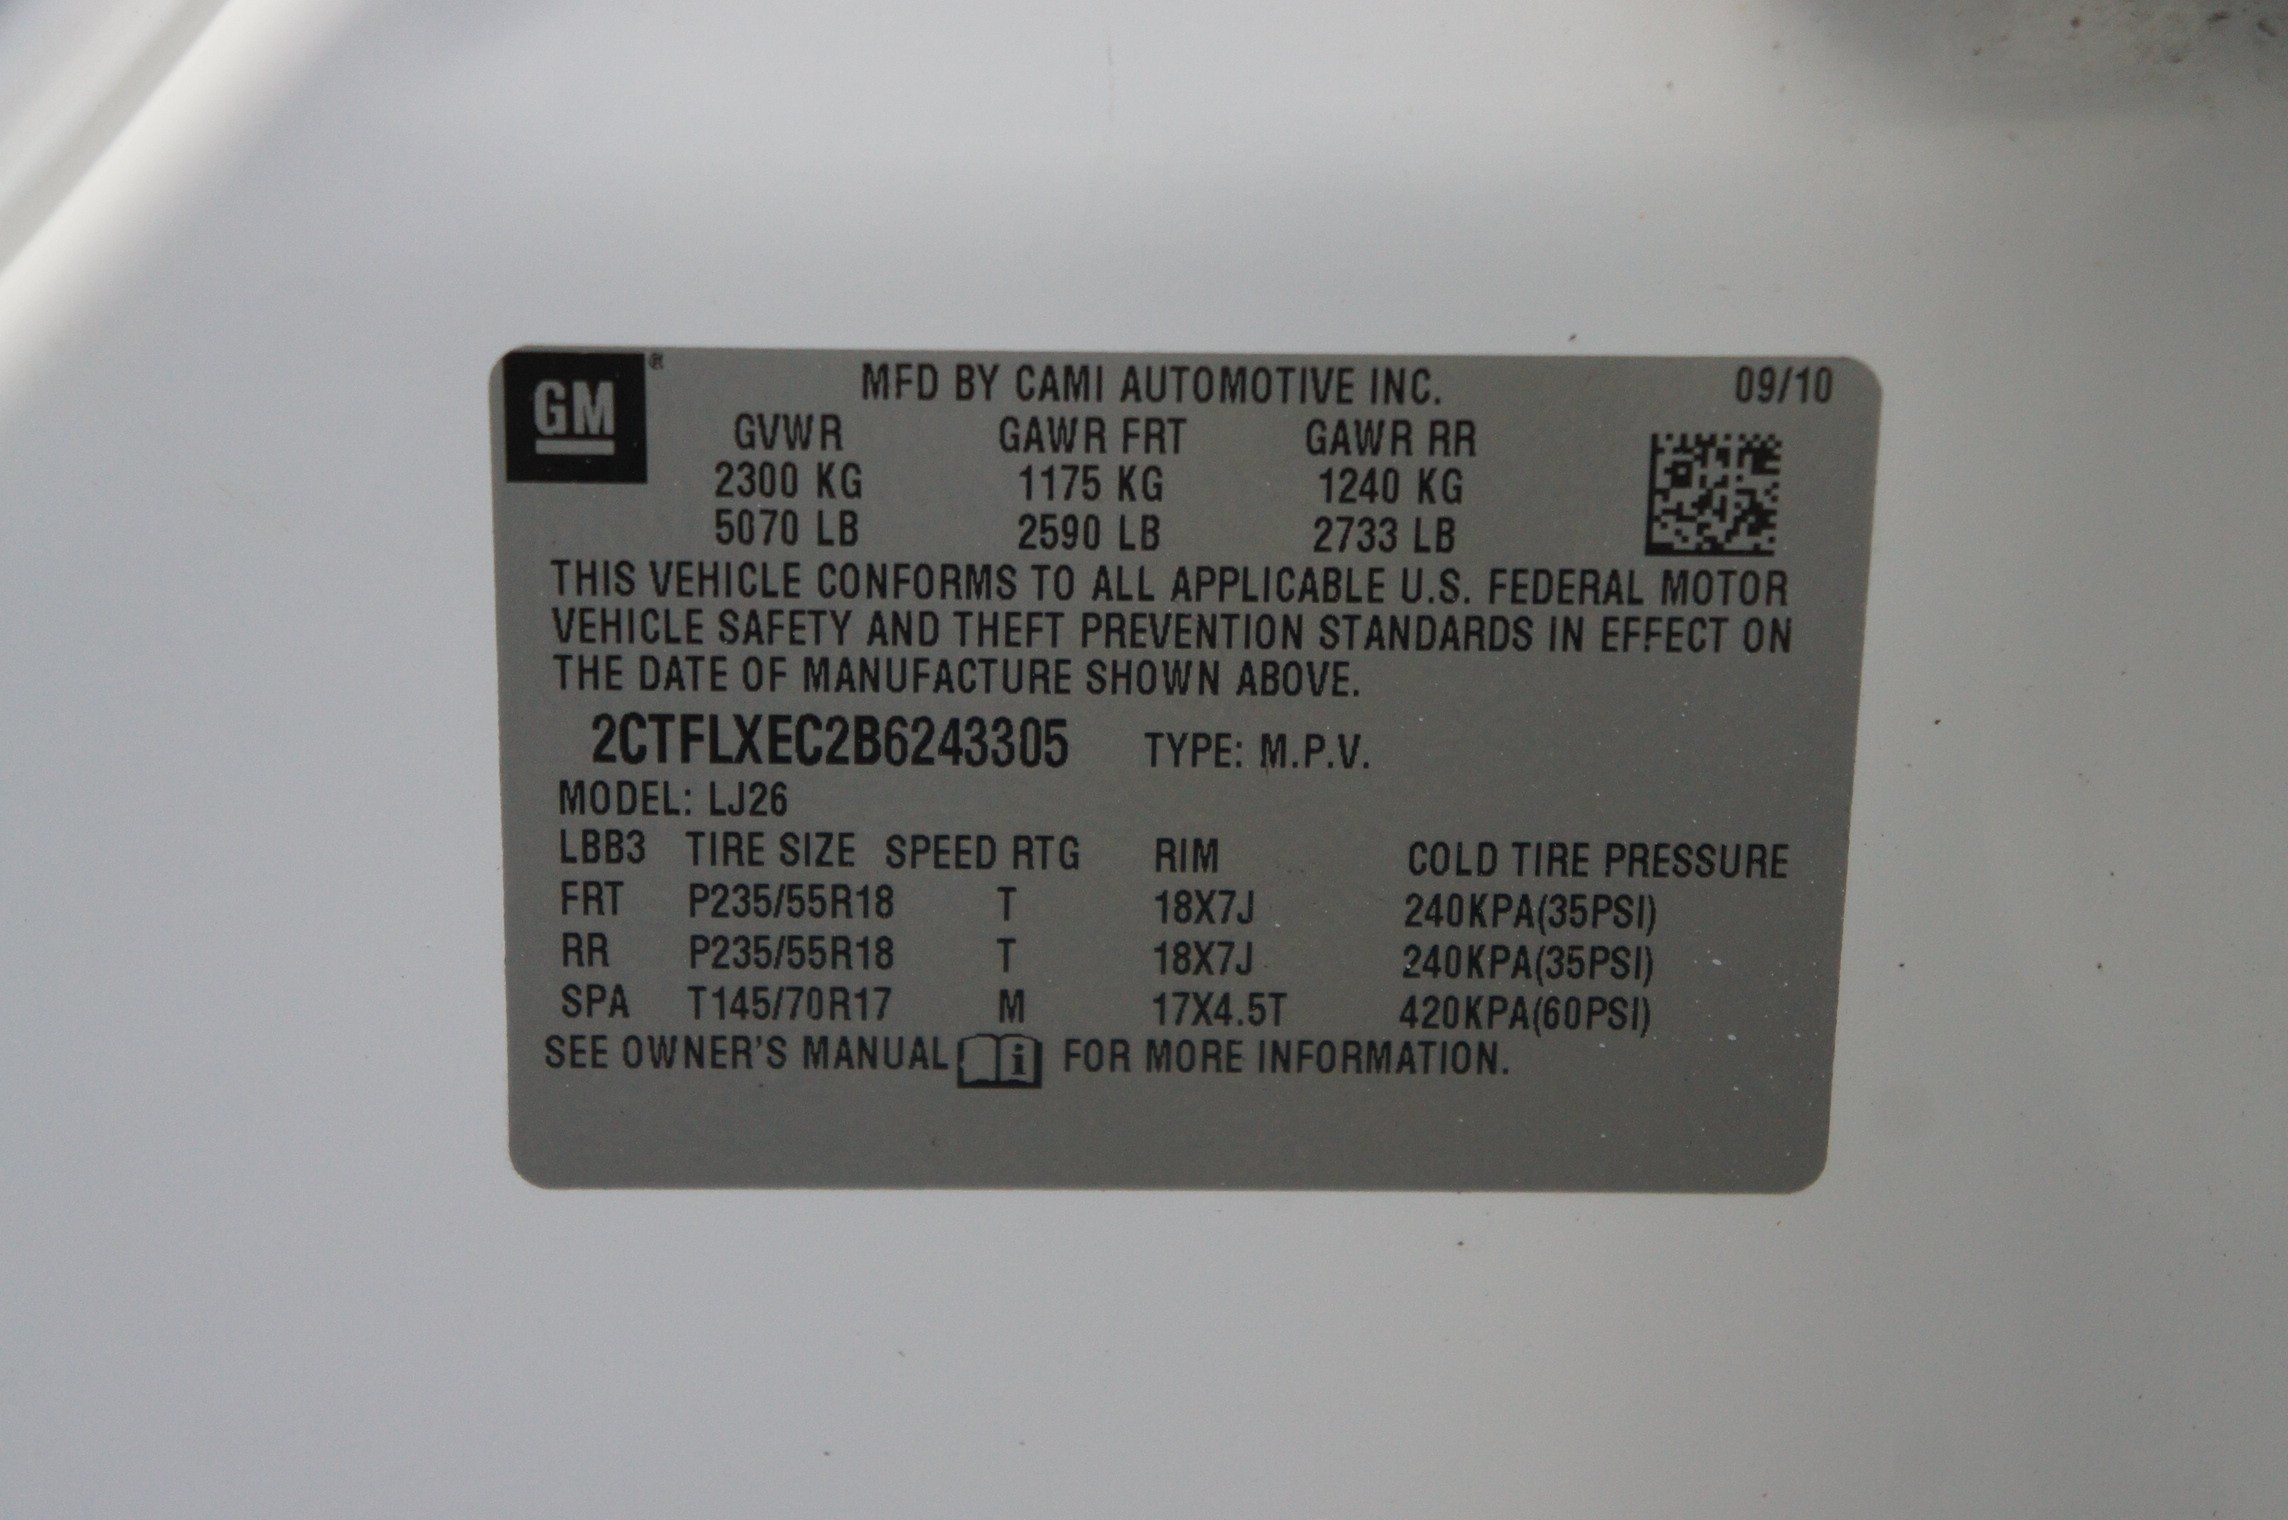 GM ®
MFD BY CAMI AUTOMOTIVE INC. 09/10
GVWR GAWR FRT GAWR RR
2300 KG 1175 KG 1240 KG
5070 LB 2590 LB 2733 LB
THIS VEHICLE CONFORMS TO ALL APPLICABLE U.S. FEDERAL MOTOR
VEHICLE SAFETY AND THEFT PREVENTION STANDARDS IN EFFECT ON
THE DATE OF MANUFACTURE SHOWN ABOVE.
2CTFLXEC2B6243305 TYPE: M.P.V.
MODEL: LJ26
LBB3 TIRE SIZE SPEED RTG RIM COLD TIRE PRESSURE
FRT P235/55R18 T 18X7J 240KPA(35PSI)
RR P235/55R18 T 18X7J 240KPA(35PSI)
SPA T145/70R17 M 17X4.5T 420KPA(60PSI)
SEE OWNER'S MANUAL i FOR MORE INFORMATION.